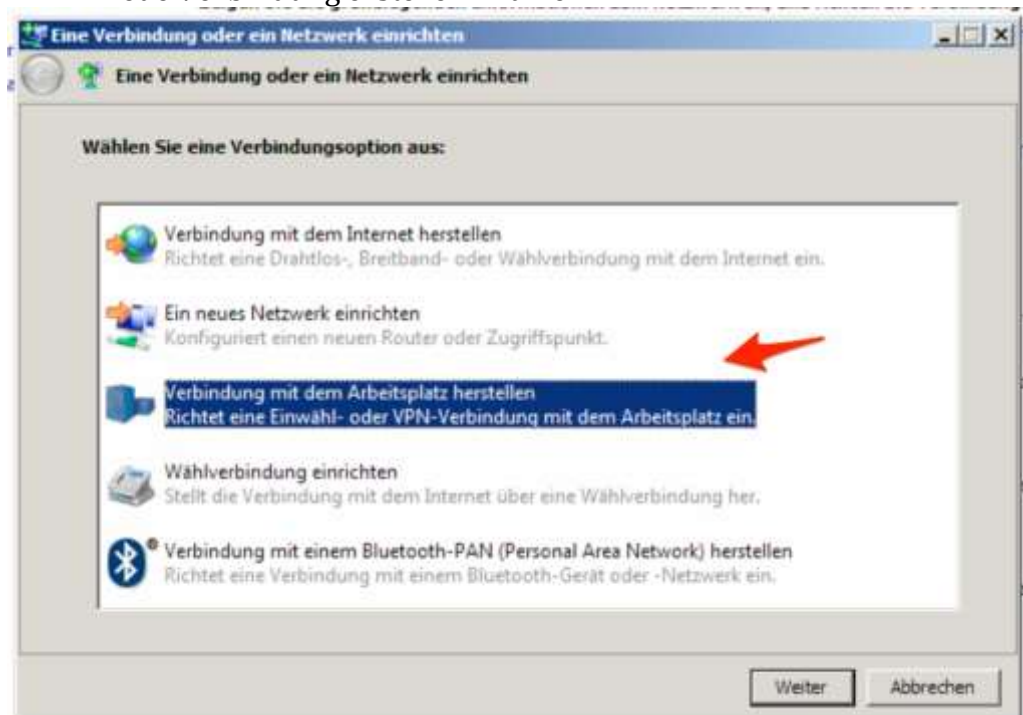 Eine Verbindung oder ein Netzwerk einrichten
Eine Verbindung oder ein Netzwerk einrichten
Wählen Sie eine Verbindungsoption aus:
Verbindung mit dem Internet herstellen
Richtet eine Drahtlos-, Breitband- oder Wählverbindung mit dem Internet ein.
Ein neues Netzwerk einrichten
Konfiguriert einen neuen Router oder Zugriffspunkt.
Verbindung mit dem Arbeitsplatz herstellen
Richtet eine Einwähl- oder VPN-Verbindung mit dem Arbeitsplatz ein.
Wählverbindung einrichten
Stellt die Verbindung mit dem Internet über eine Wählverbindung her.
Verbindung mit einem Bluetooth-PAN (Personal Area Network) herstellen
Richtet eine Verbindung mit einem Bluetooth-Gerät oder -Netzwerk ein.
Weiter
Abbrechen